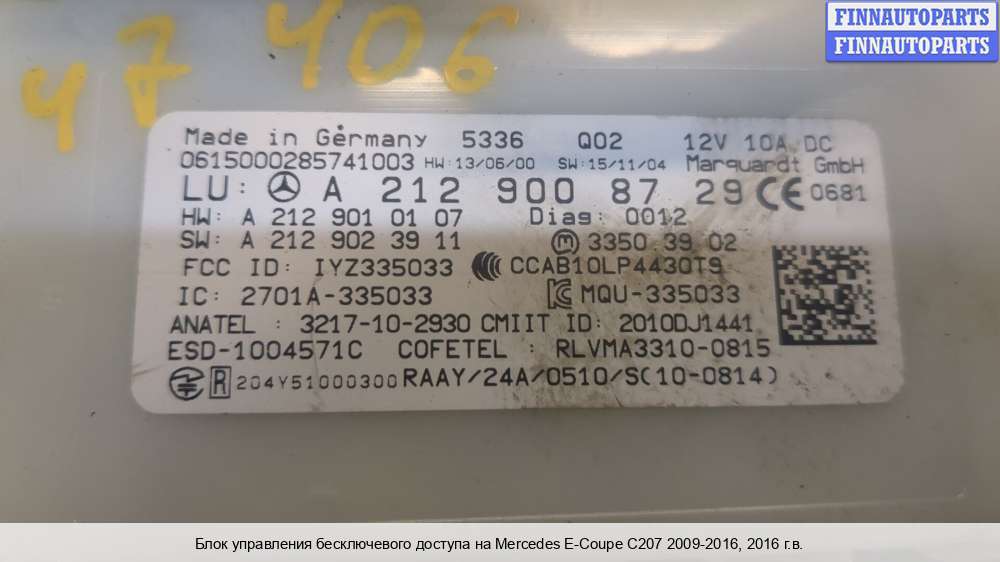 FINNAUTOPARTS
FINNAUTOPARTS
47 406
Made in Germany 5336 Q02 12V 10A DC
0615000285741003 HW:13/06/00 SW:15/11/04 Marquardt GmbH
LU: A 212 900 87 29 CE 0681
HW: A 212 901 01 07 Diag: 0012
SW: A 212 902 39 11 3350 39 02
FCC ID: IYZ335033 CCAB10LP4430T9
IC: 2701A-335033 MQU-335033
ANATEL : 3217-10-2930 CMIIT ID: 2010DJ1441
ESD-1004571C COFETEL : RLVMA3310-0815
R 204Y51000300 RAAY/24A/0510/S(10-0814)
Блок управления бесключевого доступа на Mercedes E-Coupe C207 2009-2016, 2016 г.в.